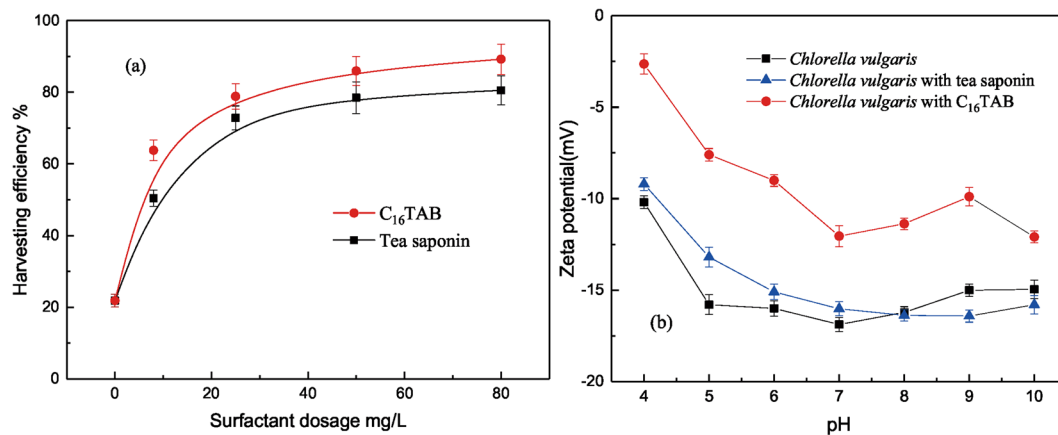 100
80
60
40
20
0
Harvesting efficiency %
(a)
C₁₆TAB
Tea saponin
0
20
40
60
80
Surfactant dosage mg/L
-0
-5
-10
-15
-20
Zeta potential(mV)
Chlorella vulgaris
Chlorella vulgaris with tea saponin
Chlorella vulgaris with C₁₆TAB
(b)
4
5
6
7
8
9
10
pH